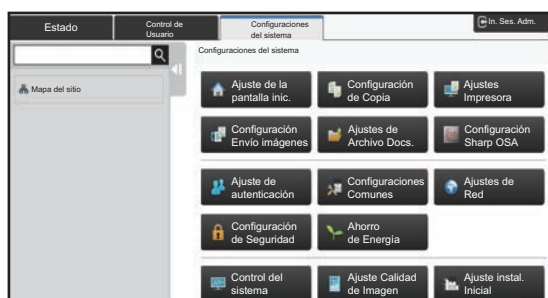 Estado
Control de
Usuario
Configuraciones
del sistema
In. Ses. Adm.
Configuraciones del sistema
Mapa del sitio
Ajuste de la
pantalla inic.
Configuración
de Copia
Ajustes
Impresora
Configuración
Envío imágenes
Ajustes de
Archivo Docs.
Configuración
Sharp OSA
Ajuste de
autenticación
Configuraciones
Comunes
Ajustes de
Red
Configuración
de Seguridad
Ahorro
de Energía
Control del
sistema
Ajuste Calidad
de Imagen
Ajuste instal.
Inicial